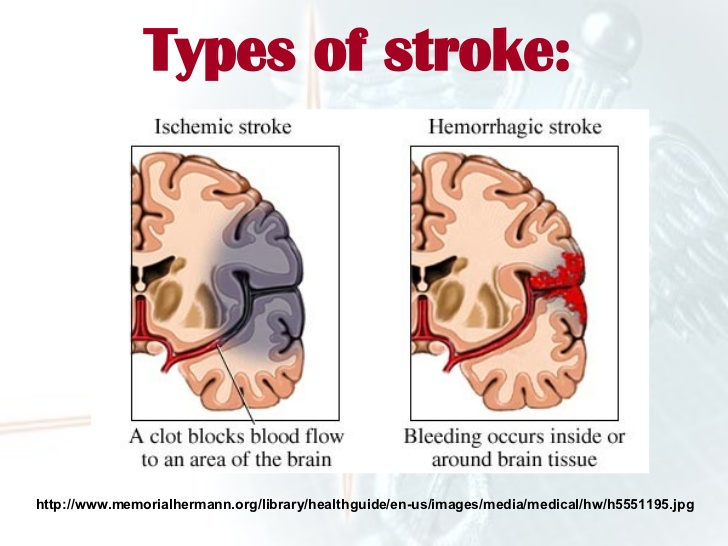 Types of stroke:
Ischemic stroke
Hemorrhagic stroke
A clot blocks blood flow
to an area of the brain
Bleeding occurs inside or
around brain tissue
http://www.memorialhermann.org/library/healthguide/en-us/images/media/medical/hw/h5551195.jpg